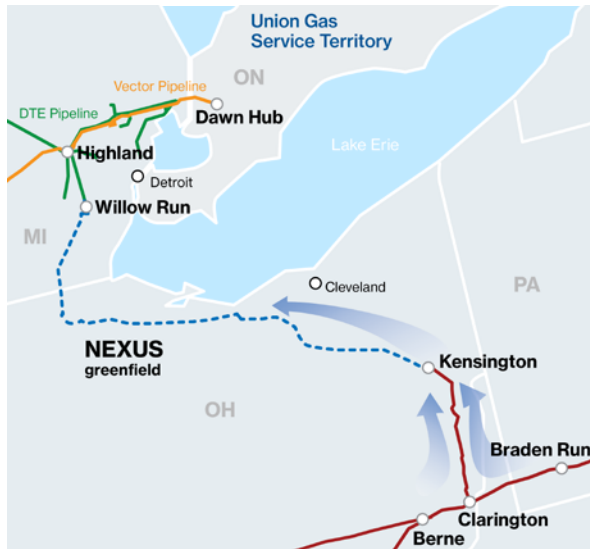 Union Gas
Service Territory
ON
Vector Pipeline
DTE Pipeline
Dawn Hub
Lake Erie
Highland
Detroit
Willow Run
MI
Cleveland
PA
NEXUS
greenfield
Kensington
OH
Braden Run
Clarington
Berne